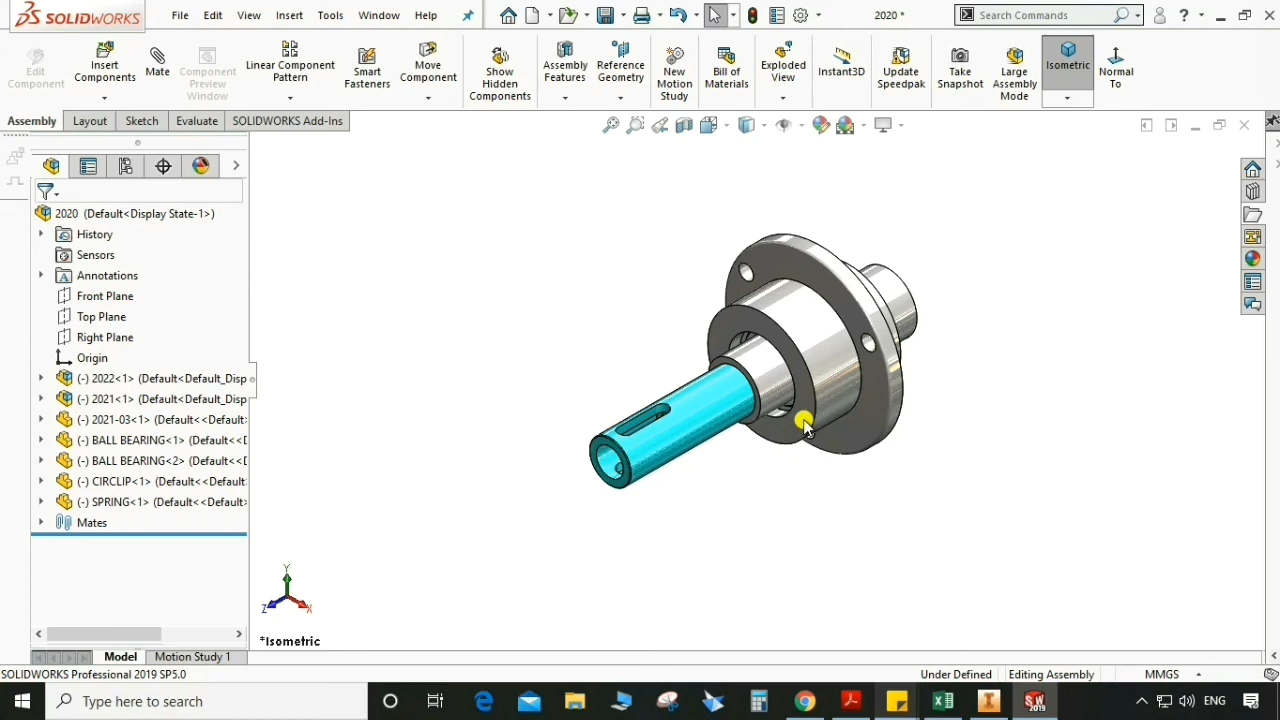 SOLIDWORKS
File Edit View Insert Tools Window Help
2020 *
Search Commands
?
Edit Component
Insert Components
Mate
Component Preview Window
Linear Component Pattern
Smart Fasteners
Move Component
Show Hidden Components
Assembly Features
Reference Geometry
New Motion Study
Bill of Materials
Exploded View
Instant3D
Update Speedpak
Take Snapshot
Large Assembly Mode
Isometric
Normal To
Assembly Layout Sketch Evaluate SOLIDWORKS Add-Ins
2020 (Default<Display State-1>)
History
Sensors
Annotations
Front Plane
Top Plane
Right Plane
Origin
(-) 2022<1> (Default<Default_Disp
(-) 2021<1> (Default<Default_Disp
(-) 2021-03<1> (Default<<Default
(-) BALL BEARING<1> (Default<<D
(-) BALL BEARING<2> (Default<<D
(-) CIRCLIP<1> (Default<<Default
(-) SPRING<1> (Default<<Default>
Mates
Y
Z
X
*Isometric
Model Motion Study 1
SOLIDWORKS Professional 2019 SP5.0
Under Defined Editing Assembly MMGS
Type here to search
SW
2019
ENG